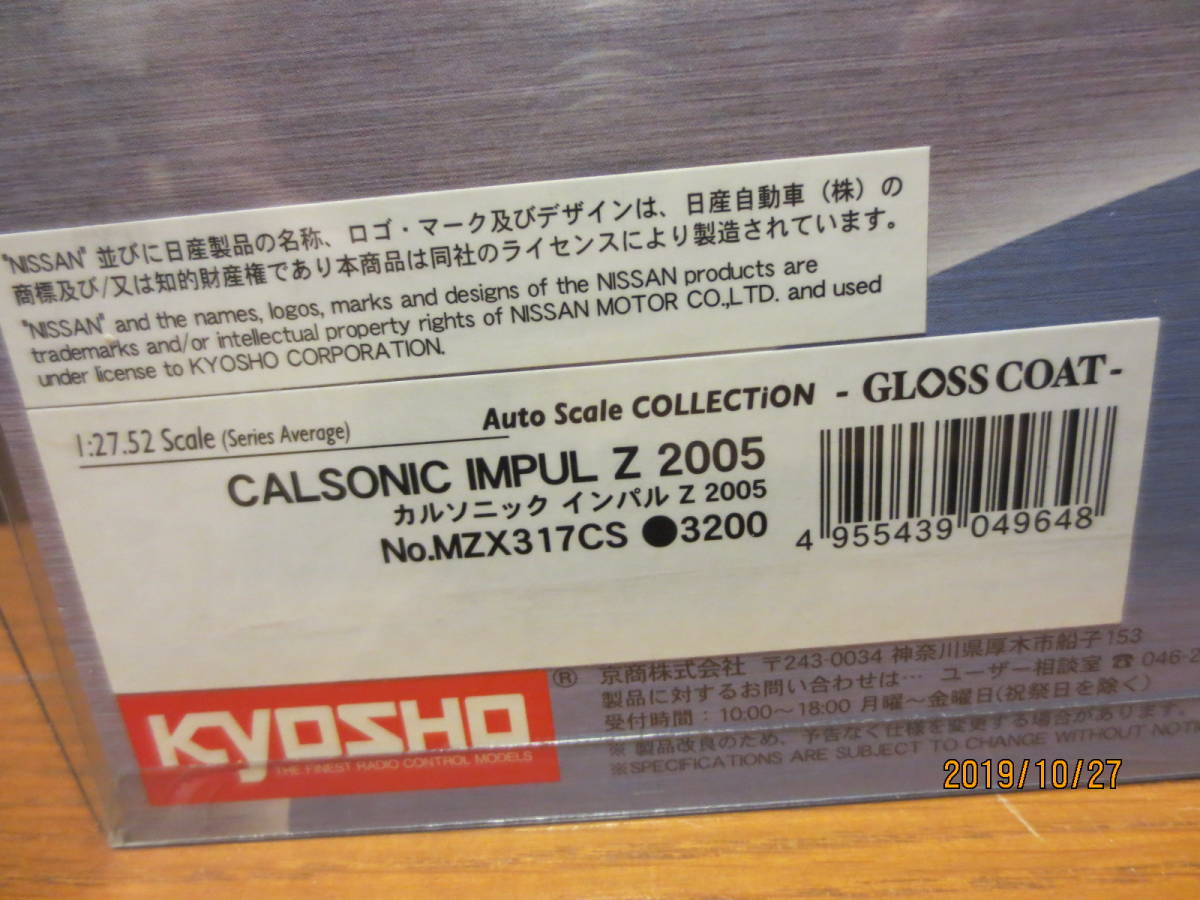 "NISSAN" 並びに日産製品の名称、ロゴ・マーク及びデザインは、日産自動車（株）の
商標及び/又は知的財産権であり本商品は同社のライセンスにより製造されています。
"NISSAN" and the names, logos, marks and designs of the NISSAN products are
trademarks and/or intellectual property rights of NISSAN MOTOR CO.,LTD. and used
under license to KYOSHO CORPORATION.
1:27.52 Scale (Series Average)
Auto Scale COLLECTiON - GLOSS COAT-
CALSONIC IMPUL Z 2005
カルソニック インパル Z 2005
No.MZX317CS ●3200
4 955439 049648
KYOSHO
THE FINEST RADIO CONTROL MODELS
® 京商株式会社 〒243-0034 神奈川県厚木市船子153
製品に対するお問い合わせは… ユーザー相談室 ☎ 046-2
受付時間：10:00〜18:00 月曜〜金曜日(祝祭日を除く)
※ 製品改良のため、予告なく仕様を変更する場合があります。
※SPECIFICATIONS ARE SUBJECT TO CHANGE WITHOUT NOTI
2019/10/27